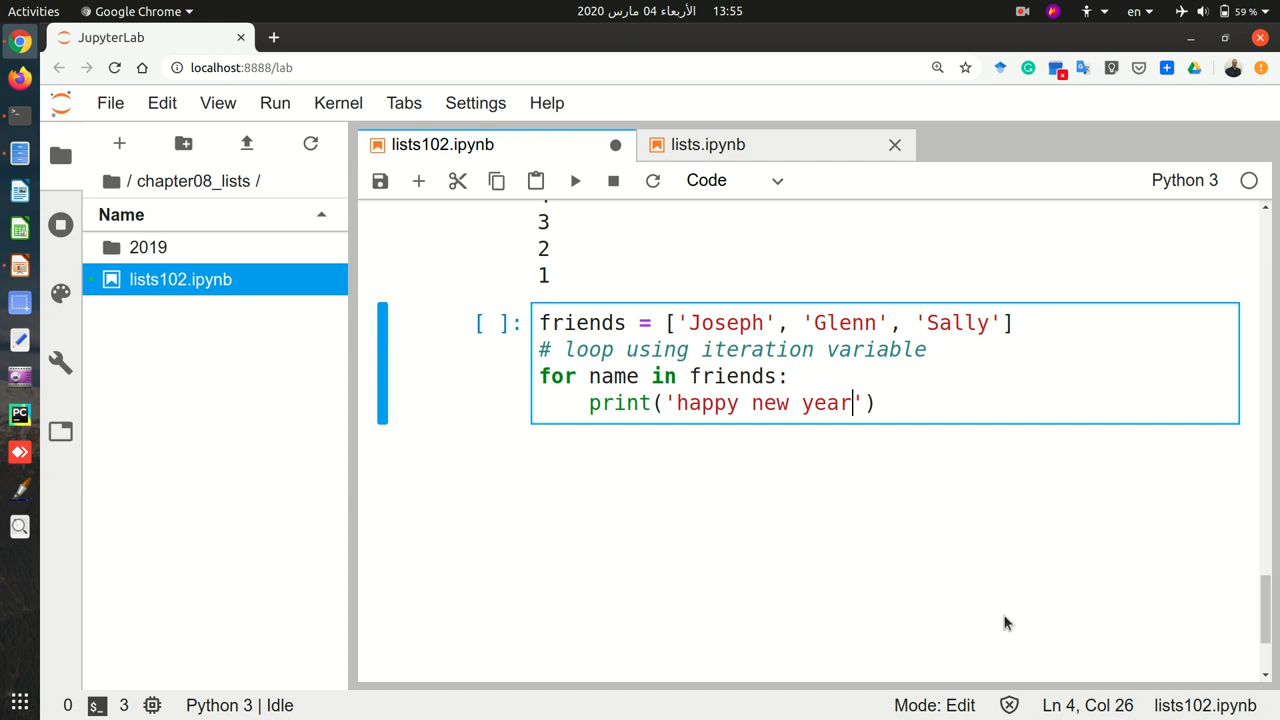 Activities
Google Chrome
الأربعاء 04 مارس 2020 13:55
en
59 %
JupyterLab
localhost:8888/lab
File Edit View Run Kernel Tabs Settings Help
lists102.ipynb
lists.ipynb
/ chapter08_lists /
Code
Python 3
Name
2019
lists102.ipynb
3
2
1
[ ]:
friends = ['Joseph', 'Glenn', 'Sally']
# loop using iteration variable
for name in friends:
    print('happy new year')
0
$_
3
Python 3 | Idle
Mode: Edit
Ln 4, Col 26
lists102.ipynb